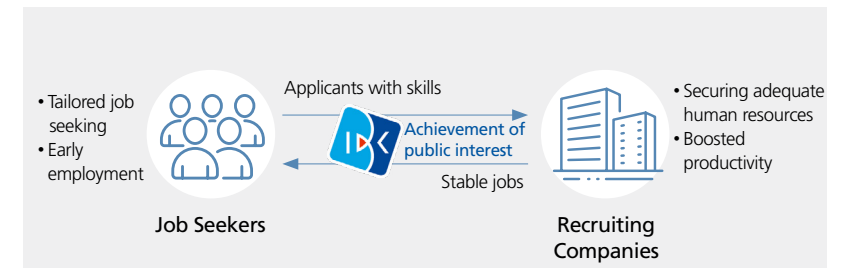 • Tailored job
seeking
• Early
employment
Job Seekers
Applicants with skills
IBK
Achievement of
public interest
Stable jobs
Recruiting
Companies
• Securing adequate
human resources
• Boosted
productivity